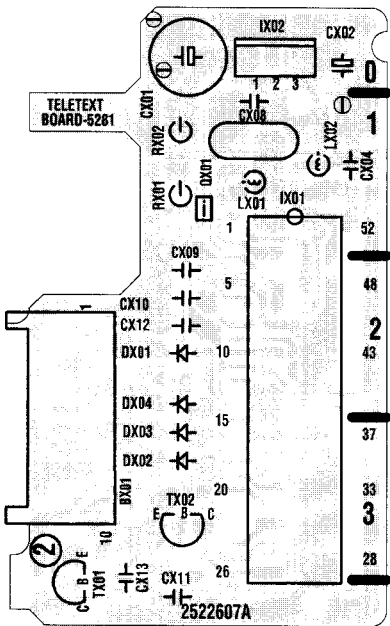 IX02
CX02
1 2 3
0
CX01
CX08
TELETEXT
BOARD-5281
1
RX02
LX02
QX01
CX04
RX01
LX01
IX01
1
52
CX09
5
48
1
CX10
CX12
2
DX01
10
43
DX04
15
DX03
37
DX02
BX01
20
33
TX02
E B C
3
10
2
E
B
C
TX01
CX13
CX11
26
28
2522607A